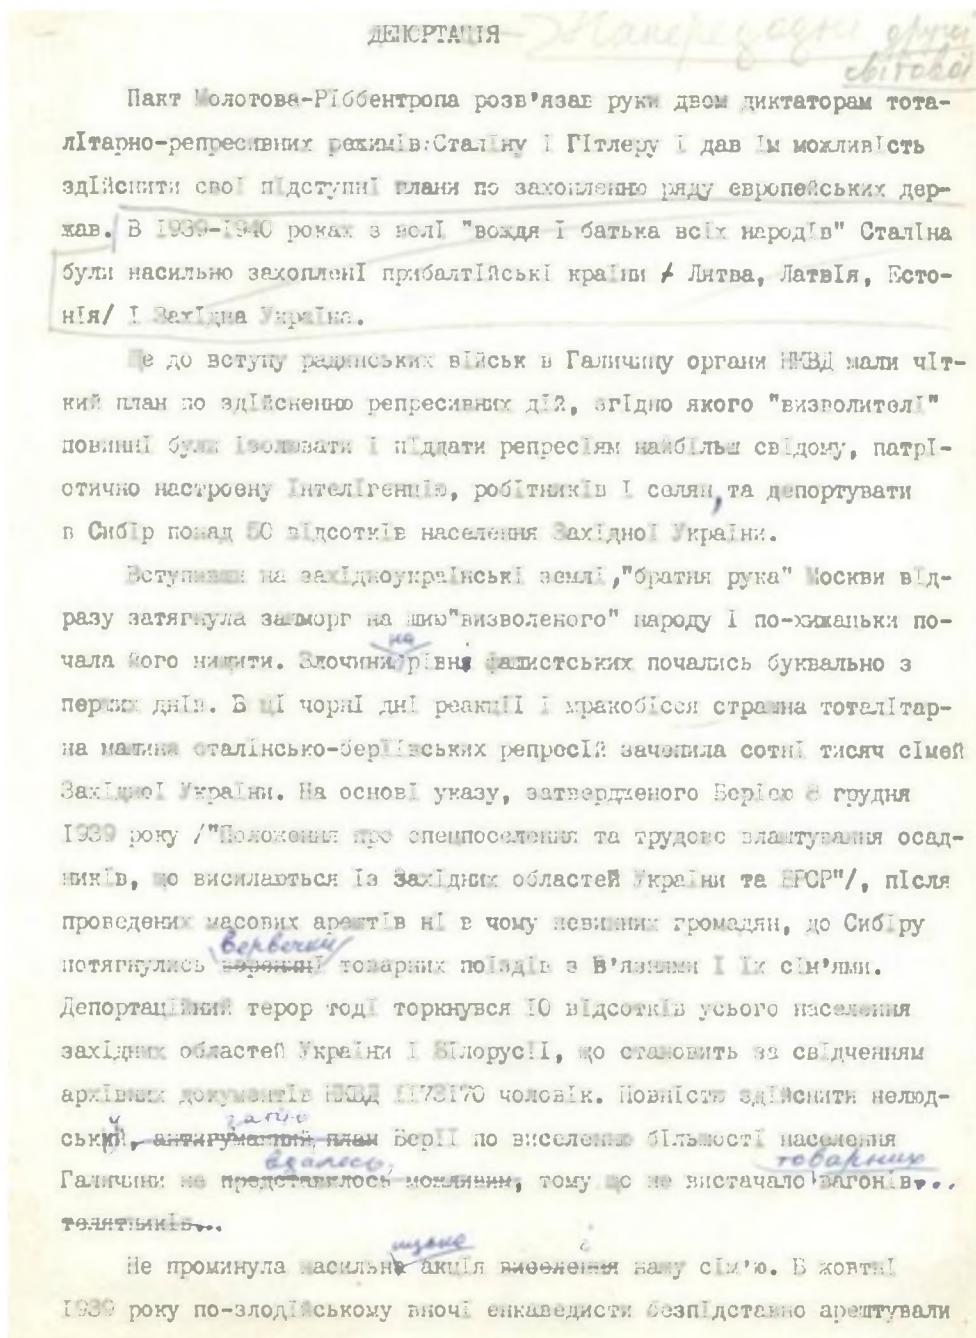 ДЕПОРТАЦІЯ - Напередодні другої
світової
Пакт Молотова-Ріббентропа розв'язав руки двом диктаторам тота-
літарно-репресивних режимів:Сталіну і Гітлеру і дав їм можливість
здійснити свої підступні плани по захопленню ряду європейських дер-
жав. В 1939-1940 роках з волі "вождя і батька всіх народів" Сталіна
були насильно захоплені прибалтійські країни / Литва, Латвія, Есто-
нія/ і Західна Україна.
Ще до вступу радянських військ в Галичину органи НКВД мали чіт-
кий план по здійсненню репресивних дій, згідно якого "визволителі"
повинні були ізолювати і піддати репресіям найбільш свідому, патрі-
отично настроєну інтелігенцію, робітників і селян, та депортувати
в Сибір понад 50 відсотків населення Західної України.
Вступивши на західноукраїнські землі,"братня рука" Москви від-
разу затягнула зашморг на шию"визволеного" народу і по-хижацьки по-
чала його нищити. Злочини на рівні фашистських почались буквально з
перших днів. В ці чорні дні реакції і мракобісся страшна тоталітар-
на машина сталінсько-беріївських репресій зачепила сотні тисяч сімей
Західної України. На основі указу, затвердженого Берією 8 грудня
1939 року /"Положення про спецпоселення та трудове влаштування осад-
ників, що висилаються із західних областей України та БРСР"/, після
проведених масових арештів ні в чому невинних громадян, до Сибіру
потягнулись вервечки товарних поїздів з в'язнями і їх сім'ями.
Депортаційний терор тоді торкнувся 10 відсотків усього населення
західних областей України і Білорусії, що становить за свідченням
архівних документів НКВД 1173170 чоловік. Повністю здійснити нелюд-
ський, антигуманний план затію Берії по виселенню більшості населення
Галичини не представилось можливим, вдалось, тому що не вистачало товарних вагонів...
телятників...
Не проминула насильницька акція виселення і нашу сім'ю. В жовтні
1939 року по-злодійському вночі енкаведисти безпідставно арештували